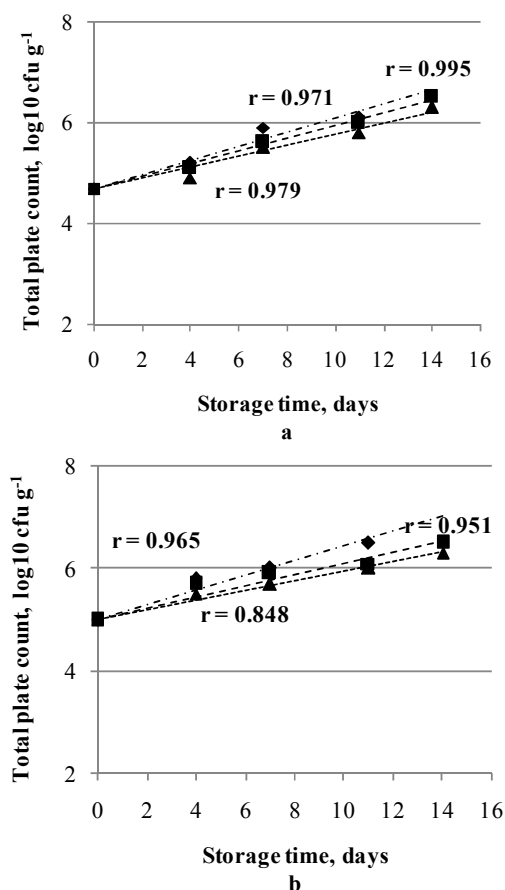 8
Total plate count, log10 cfu g-1
r = 0.995
r = 0.971
6
r = 0.979
4
2
0 2 4 6 8 10 12 14 16
Storage time, days
a
8
Total plate count, log10 cfu g-1
r = 0.951
r = 0.965
6
r = 0.848
4
2
0 2 4 6 8 10 12 14 16
Storage time, days
b